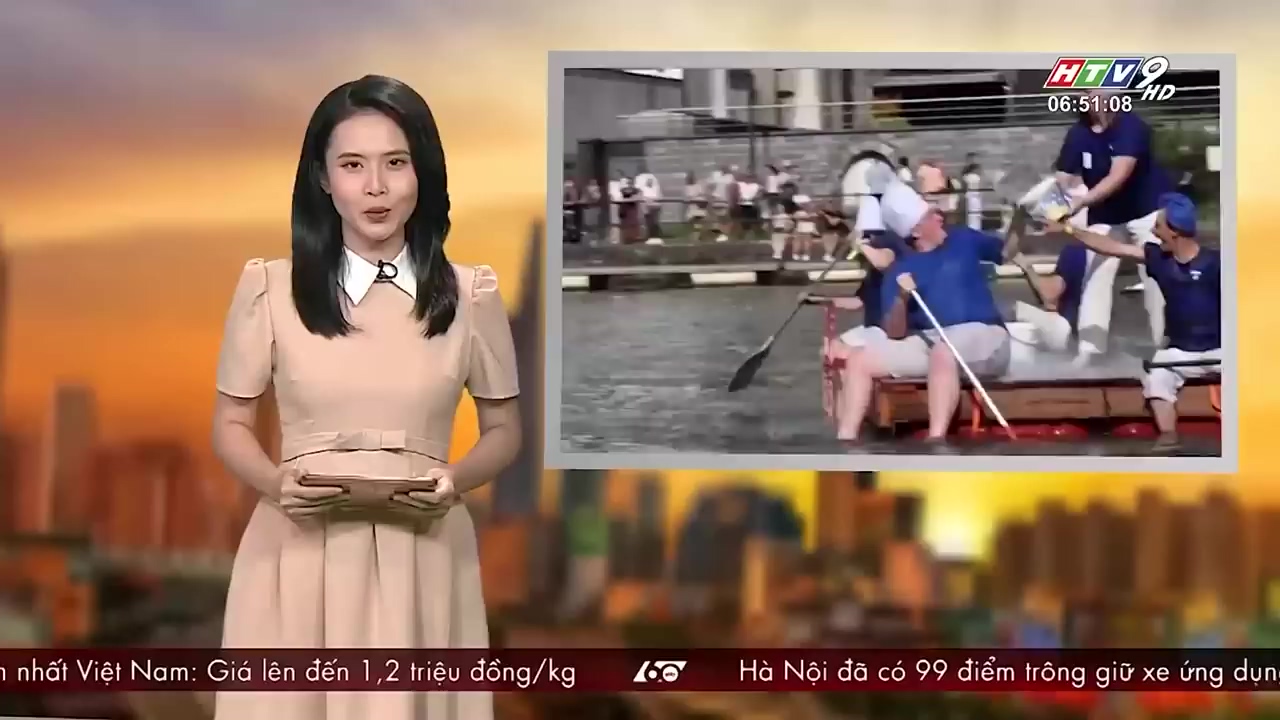 HTV9
HD
06:51:08
nhất Việt Nam: Giá lên đến 1,2 triệu đồng/kg
60
Hà Nội đã có 99 điểm trông giữ xe ứng dụng